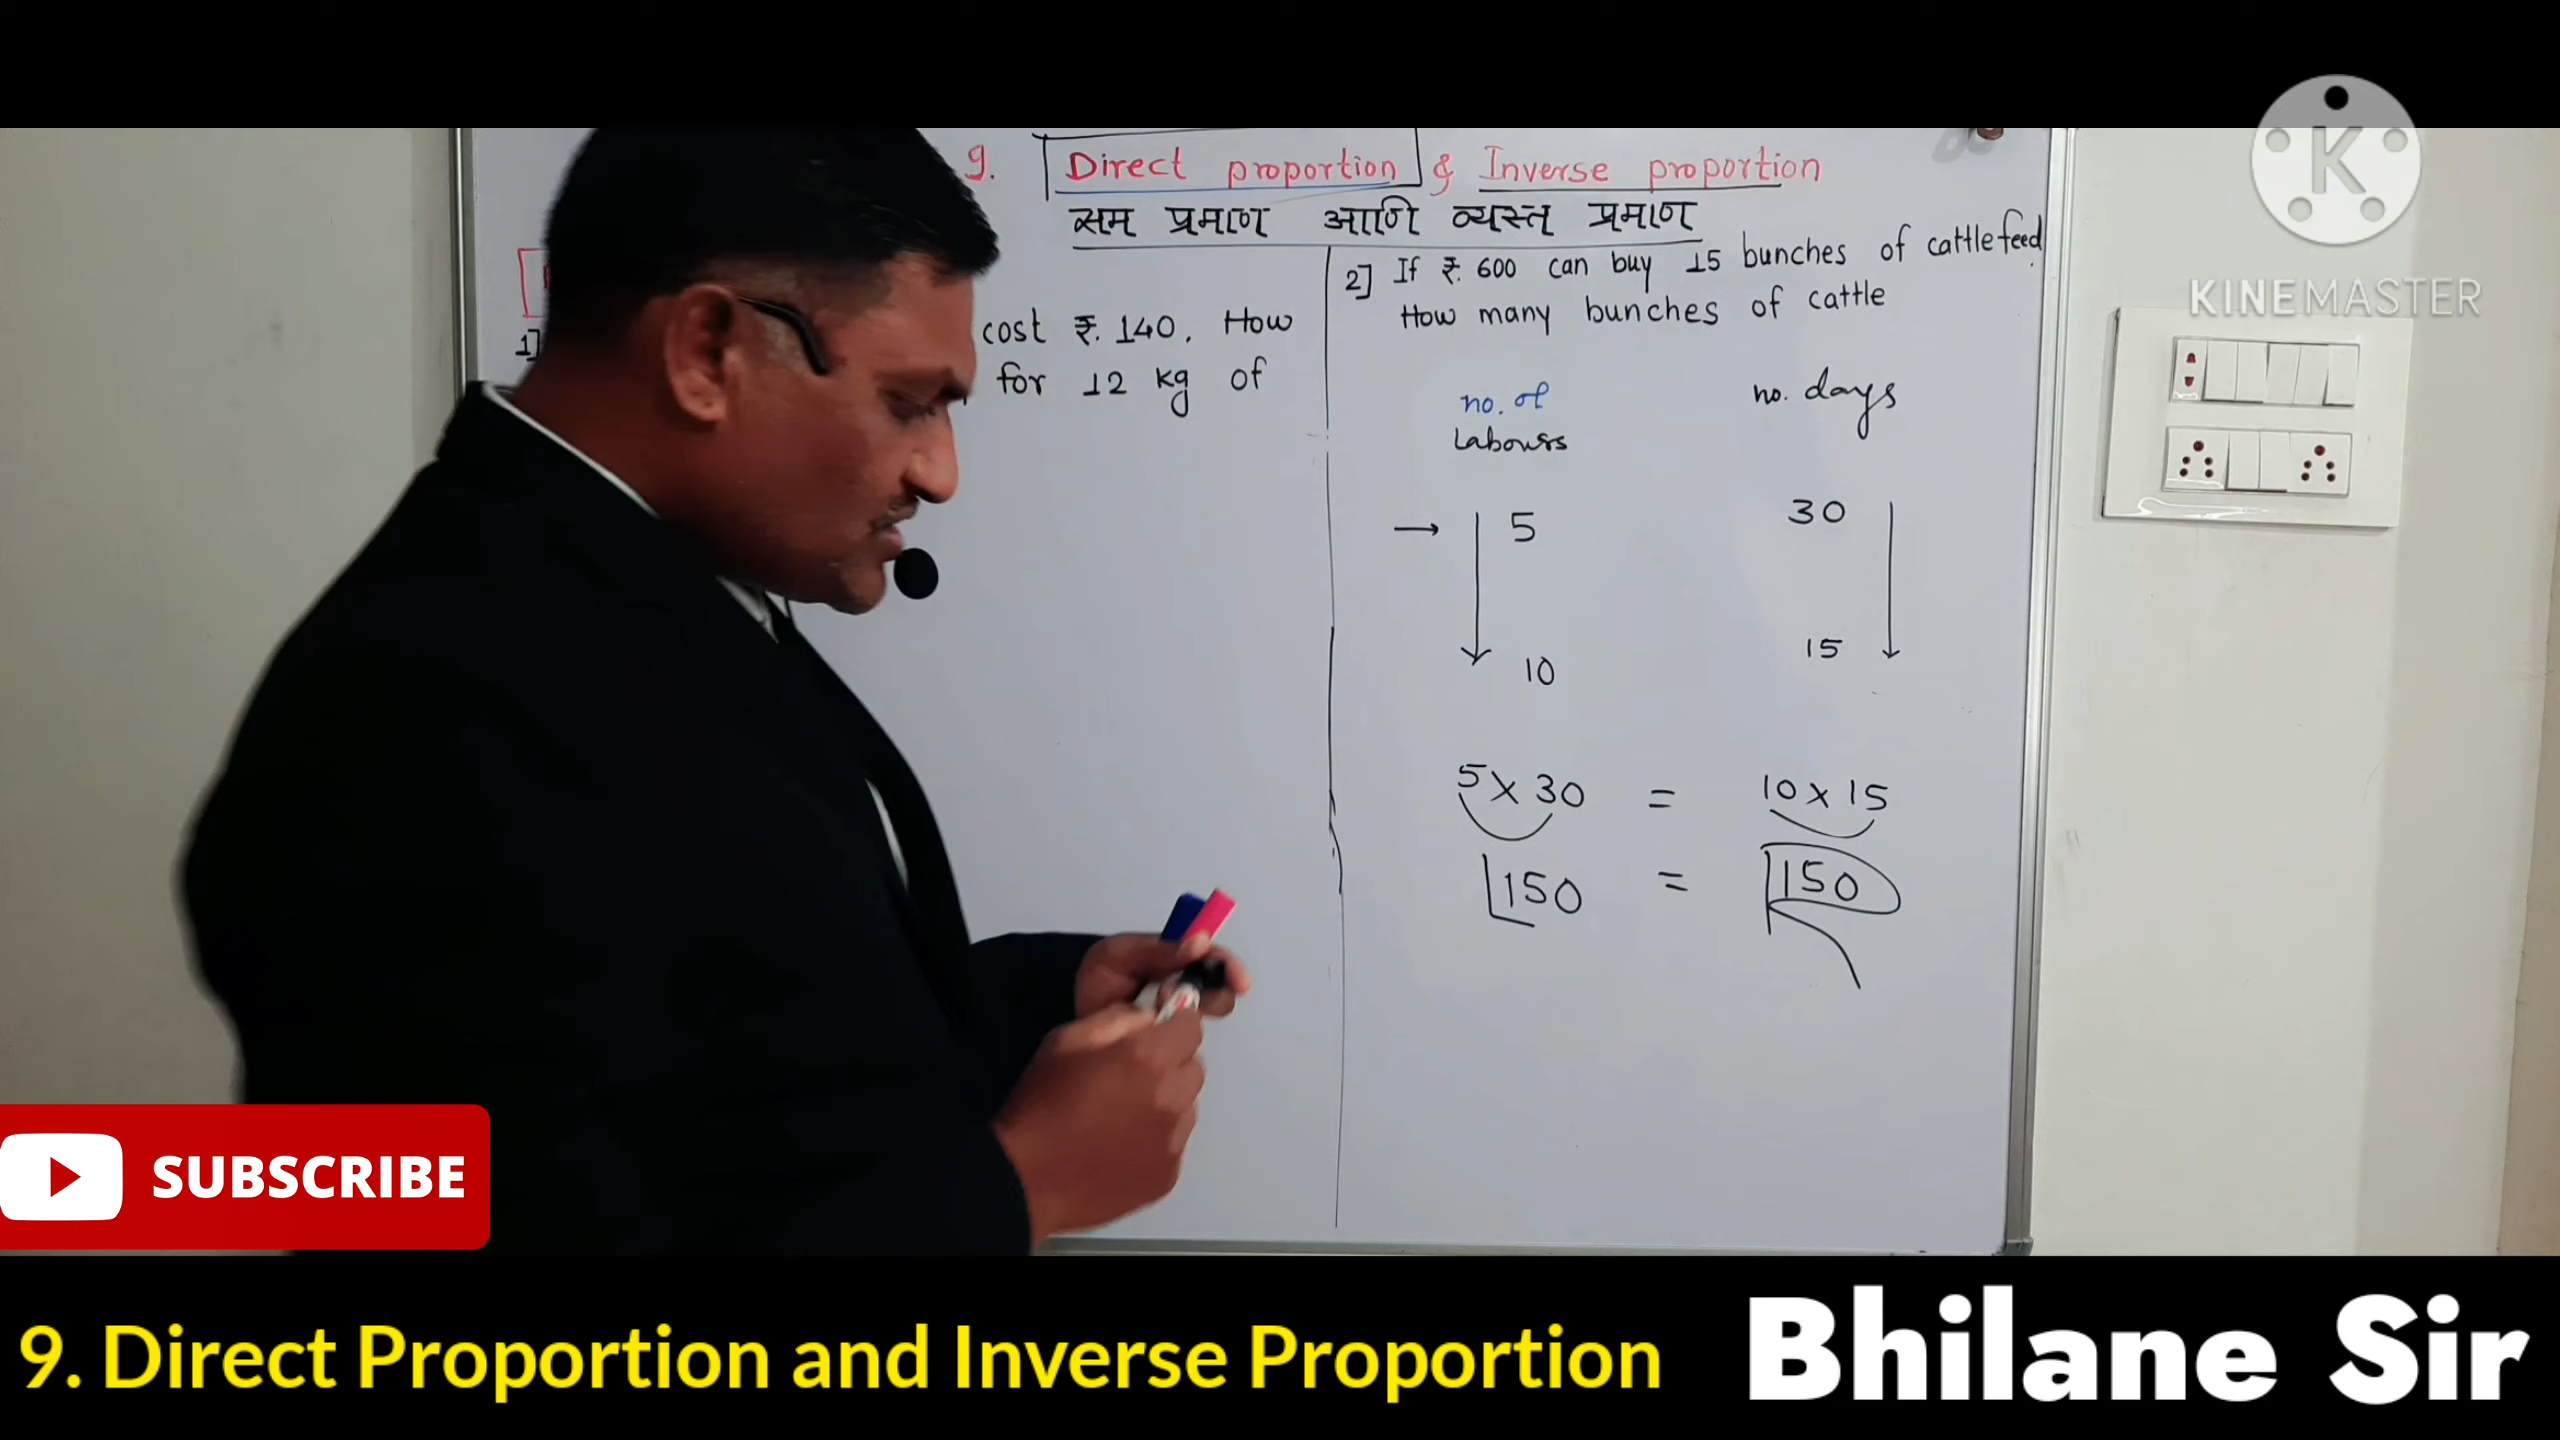 9. Direct proportion & Inverse proportion
सम प्रमाण आणि व्यस्त प्रमाण
1]
cost ₹. 140. How
for 12 kg of
2] If ₹. 600 can buy 15 bunches of cattle feed.
How many bunches of cattle
no. of
Labours
no. days
→ 5
30
10
15
5 x 30 = 10 x 15
150 = 150
K
KINEMASTER
SUBSCRIBE
9. Direct Proportion and Inverse Proportion
Bhilane Sir